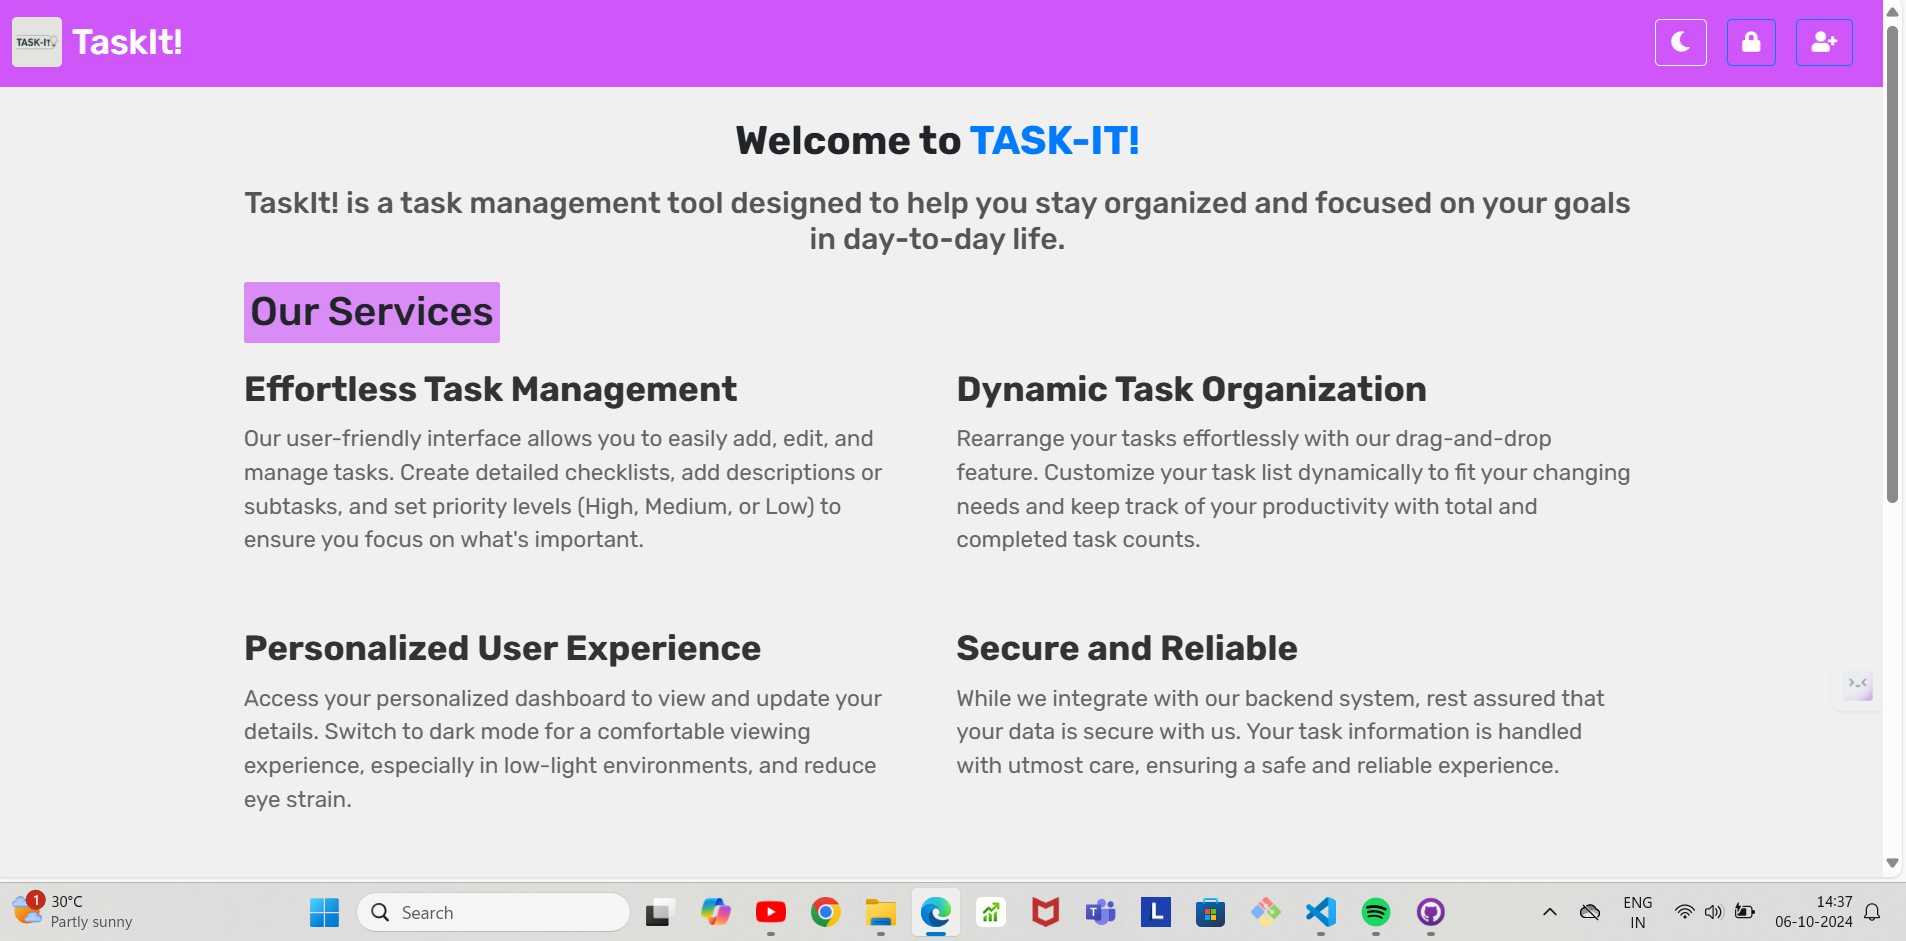 TASK-IT
TaskIt!
Welcome to TASK-IT!
TaskIt! is a task management tool designed to help you stay organized and focused on your goals
in day-to-day life.
Our Services
Effortless Task Management
Our user-friendly interface allows you to easily add, edit, and
manage tasks. Create detailed checklists, add descriptions or
subtasks, and set priority levels (High, Medium, or Low) to
ensure you focus on what's important.
Dynamic Task Organization
Rearrange your tasks effortlessly with our drag-and-drop
feature. Customize your task list dynamically to fit your changing
needs and keep track of your productivity with total and
completed task counts.
Personalized User Experience
Access your personalized dashboard to view and update your
details. Switch to dark mode for a comfortable viewing
experience, especially in low-light environments, and reduce
eye strain.
Secure and Reliable
While we integrate with our backend system, rest assured that
your data is secure with us. Your task information is handled
with utmost care, ensuring a safe and reliable experience.
1
30°C
Partly sunny
Search
T
L
ENG
IN
14:37
06-10-2024